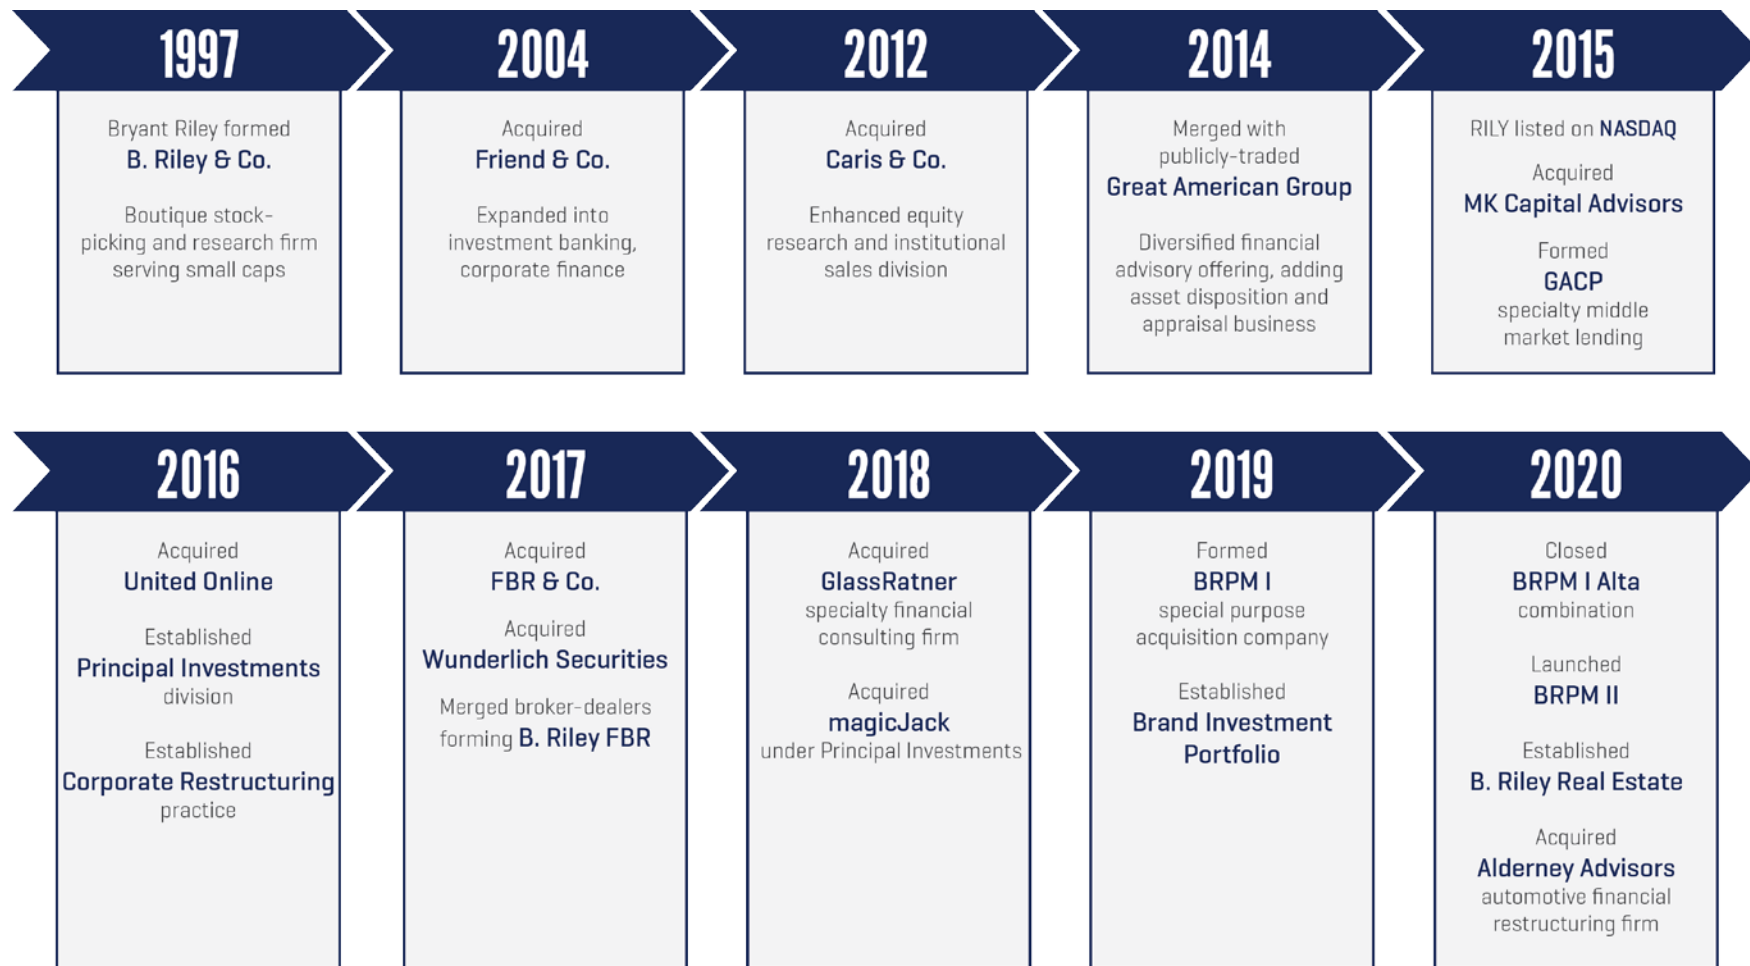 1997
Bryant Riley formed
B. Riley & Co.
Boutique stock-
picking and research firm
serving small caps
2004
Acquired
Friend & Co.
Expanded into
investment banking,
corporate finance
2012
Acquired
Caris & Co.
Enhanced equity
research and institutional
sales division
2014
Merged with
publicly-traded
Great American Group
Diversified financial
advisory offering, adding
asset disposition and
appraisal business
2015
RILY listed on NASDAQ
Acquired
MK Capital Advisors
Formed
GACP
specialty middle
market lending
2016
Acquired
United Online
Established
Principal Investments
division
Established
Corporate Restructuring
practice
2017
Acquired
FBR & Co.
Acquired
Wunderlich Securities
Merged broker-dealers
forming B. Riley FBR
2018
Acquired
GlassRatner
specialty financial
consulting firm
Acquired
magicJack
under Principal Investments
2019
Formed
BRPM I
special purpose
acquisition company
Established
Brand Investment
Portfolio
2020
Closed
BRPM I Alta
combination
Launched
BRPM II
Established
B. Riley Real Estate
Acquired
Alderney Advisors
automotive financial
restructuring firm